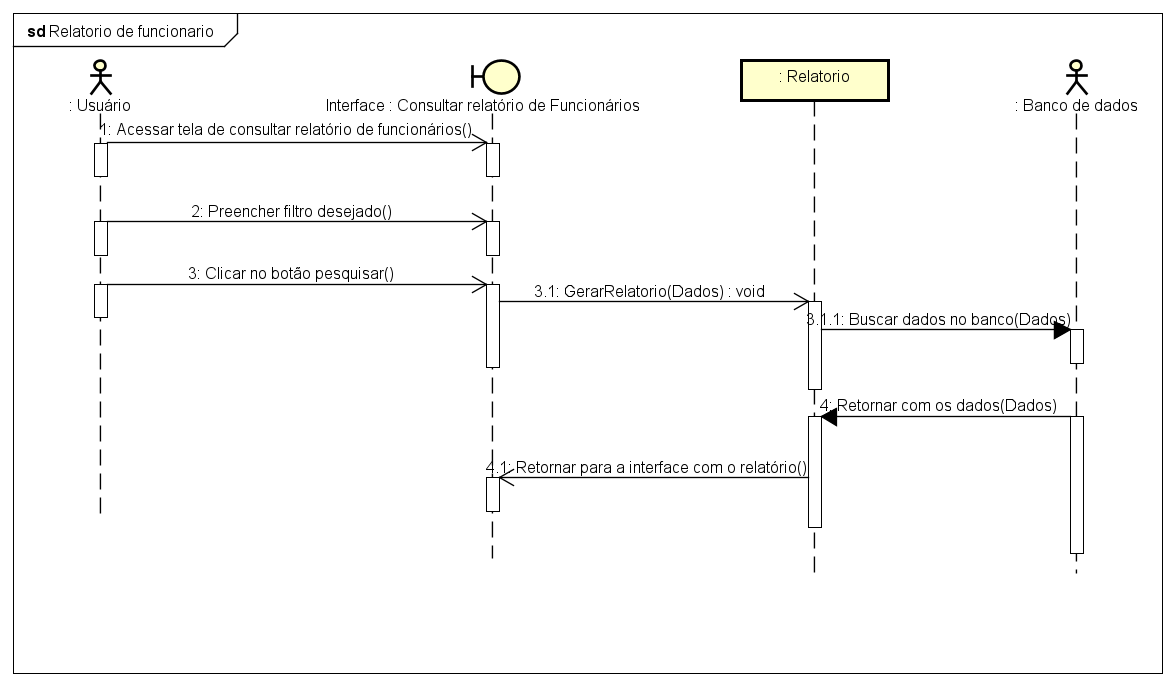 sd Relatorio de funcionario
: Usuário
Interface : Consultar relatório de Funcionários
: Relatorio
: Banco de dados
1: Acessar tela de consultar relatório de funcionários()
2: Preencher filtro desejado()
3: Clicar no botão pesquisar()
3.1: GerarRelatorio(Dados) : void
3.1.1: Buscar dados no banco(Dados)
4: Retornar com os dados(Dados)
4.1: Retornar para a interface com o relatório()